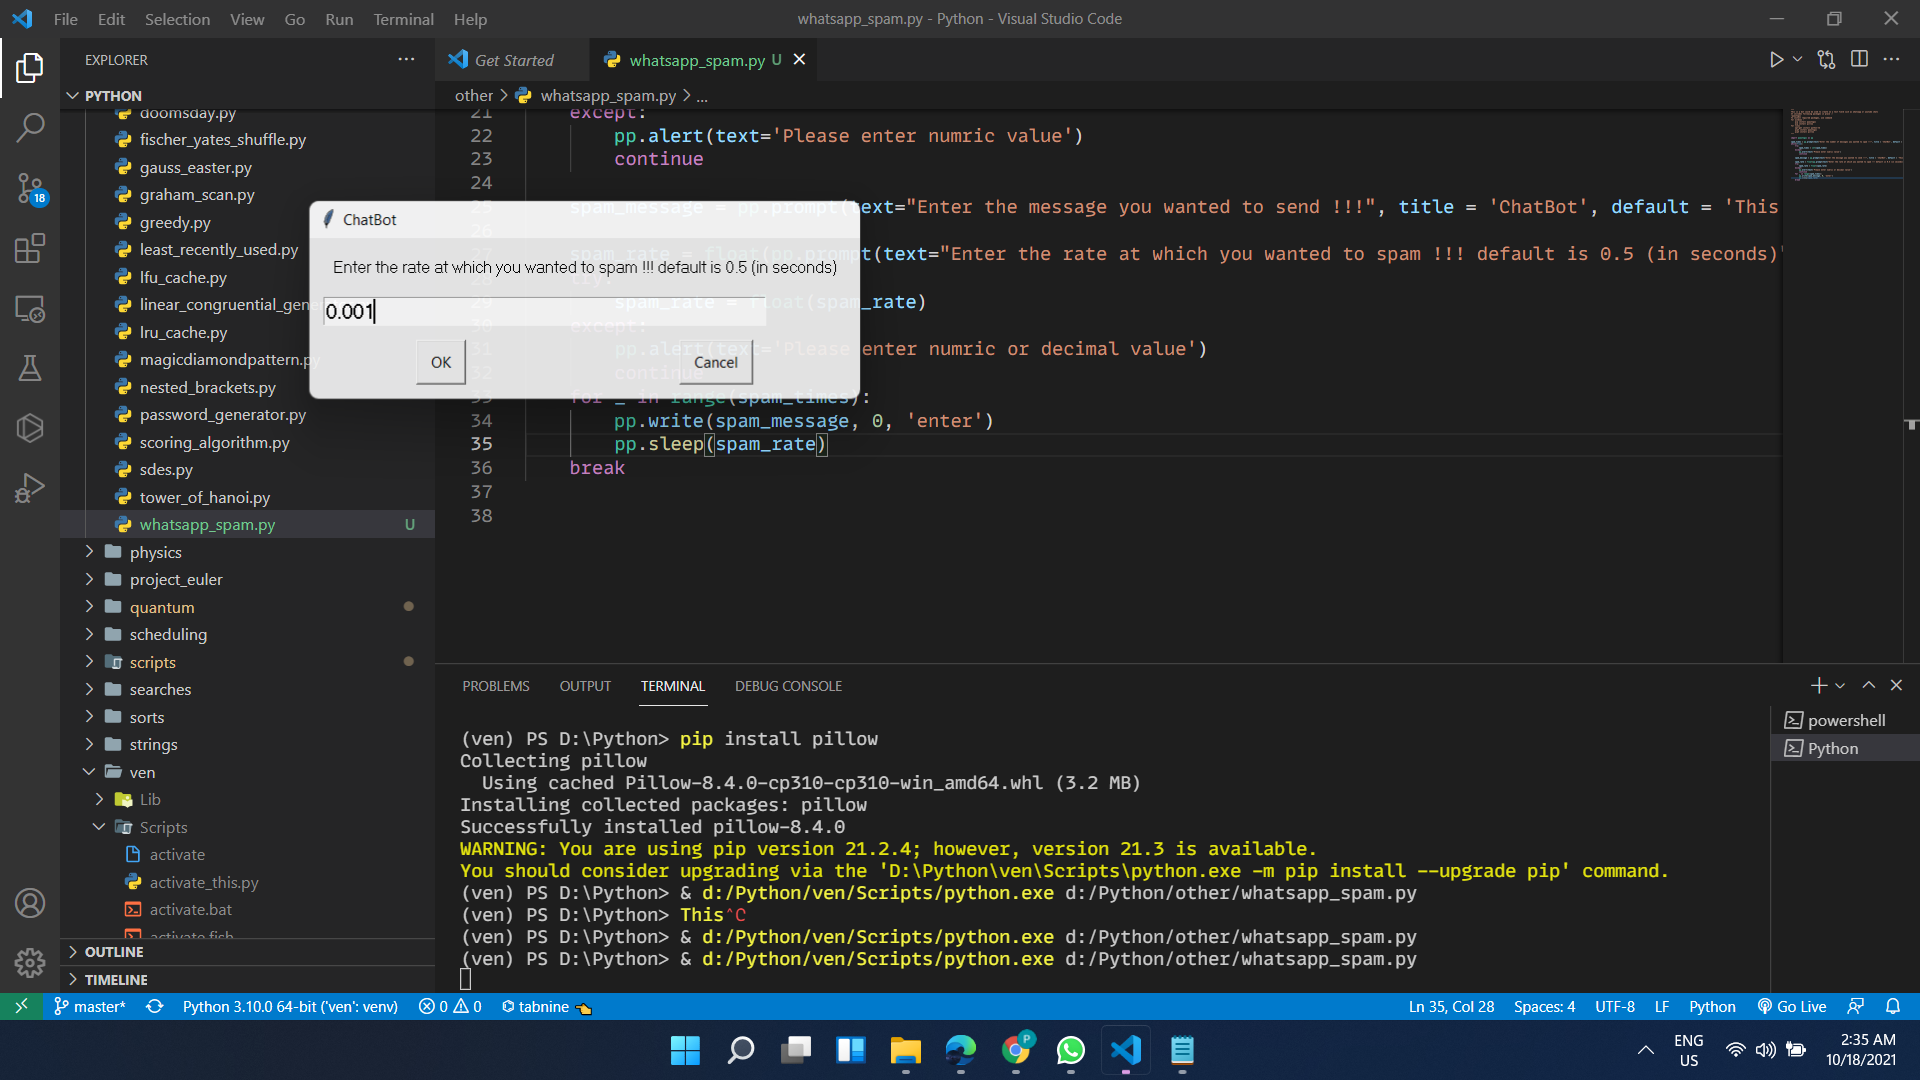 File Edit Selection View Go Run Terminal Help
whatsapp_spam.py - Python - Visual Studio Code
EXPLORER
PYTHON
doomsday.py
fischer_yates_shuffle.py
gauss_easter.py
graham_scan.py
greedy.py
least_recently_used.py
lfu_cache.py
linear_congruential_gene
lru_cache.py
magicdiamondpattern.py
nested_brackets.py
password_generator.py
scoring_algorithm.py
sdes.py
tower_of_hanoi.py
whatsapp_spam.py U
physics
project_euler
quantum
scheduling
scripts
searches
sorts
strings
ven
Lib
Scripts
activate
activate_this.py
activate.bat
activate.fish
OUTLINE
TIMELINE
18
Get Started
whatsapp_spam.py U
other > whatsapp_spam.py > ...
21 except:
22 pp.alert(text='Please enter numric value')
23 continue
24
25 spam_message = pp.prompt(text="Enter the message you wanted to send !!!", title = 'ChatBot', default = 'This
26
27 spam_rate = float(pp.prompt(text="Enter the rate at which you wanted to spam !!! default is 0.5 (in seconds)"
28 try:
29 spam_rate = float(spam_rate)
30 except:
31 pp.alert(text='Please enter numric or decimal value')
32 continue
33 for _ in range(spam_times):
34 pp.write(spam_message, 0, 'enter')
35 pp.sleep(spam_rate)
36 break
37
38
ChatBot
Enter the rate at which you wanted to spam !!! default is 0.5 (in seconds)
0.001
OK
Cancel
PROBLEMS OUTPUT TERMINAL DEBUG CONSOLE
powershell
Python
(ven) PS D:\Python> pip install pillow
Collecting pillow
Using cached Pillow-8.4.0-cp310-cp310-win_amd64.whl (3.2 MB)
Installing collected packages: pillow
Successfully installed pillow-8.4.0
WARNING: You are using pip version 21.2.4; however, version 21.3 is available.
You should consider upgrading via the 'D:\Python\ven\Scripts\python.exe -m pip install --upgrade pip' command.
(ven) PS D:\Python> & d:/Python/ven/Scripts/python.exe d:/Python/other/whatsapp_spam.py
(ven) PS D:\Python> This^C
(ven) PS D:\Python> & d:/Python/ven/Scripts/python.exe d:/Python/other/whatsapp_spam.py
(ven) PS D:\Python> & d:/Python/ven/Scripts/python.exe d:/Python/other/whatsapp_spam.py
master* Python 3.10.0 64-bit ('ven': venv) 0 0 tabnine
Ln 35, Col 28 Spaces: 4 UTF-8 LF Python Go Live
P
ENG
US
2:35 AM
10/18/2021